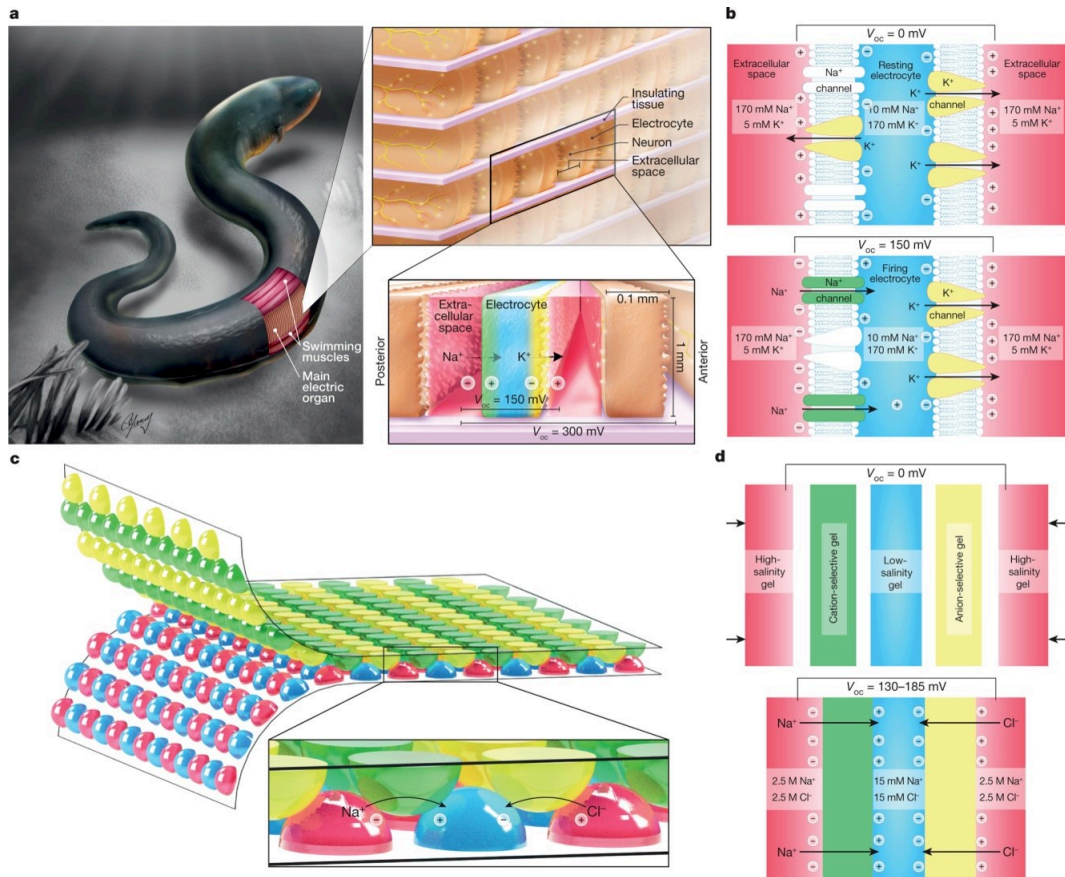 a
Insulating
tissue
Electrocyte
Neuron
Extracellular
space
Swimming
muscles
Main
electric
organ
Posterior
Extra-
cellular
space
Electrocyte
0.1 mm
1 mm
Na⁺
K⁺
−
+
−
+
V_oc = 150 mV
V_oc = 300 mV
Anterior
b
V_oc = 0 mV
Extracellular
space
Na⁺
channel
Resting
electrocyte
K⁺
K⁺
channel
Extracellular
space
170 mM Na⁺
5 mM K⁺
10 mM Na⁺
170 mM K⁺
170 mM Na⁺
5 mM K⁺
K⁺
K⁺
V_oc = 150 mV
Na⁺
Na⁺
channel
Firing
electrocyte
K⁺
K⁺
channel
170 mM Na⁺
5 mM K⁺
10 mM Na⁺
170 mM K⁺
170 mM Na⁺
5 mM K⁺
K⁺
Na⁺
c
Na⁺
−
+
−
+
Cl⁻
d
V_oc = 0 mV
High-
salinity
gel
Cation-selective gel
Low-
salinity
gel
Anion-selective gel
High-
salinity
gel
V_oc = 130–185 mV
Na⁺
Cl⁻
2.5 M Na⁺
2.5 M Cl⁻
15 mM Na⁺
15 mM Cl⁻
2.5 M Na⁺
2.5 M Cl⁻
Na⁺
Cl⁻